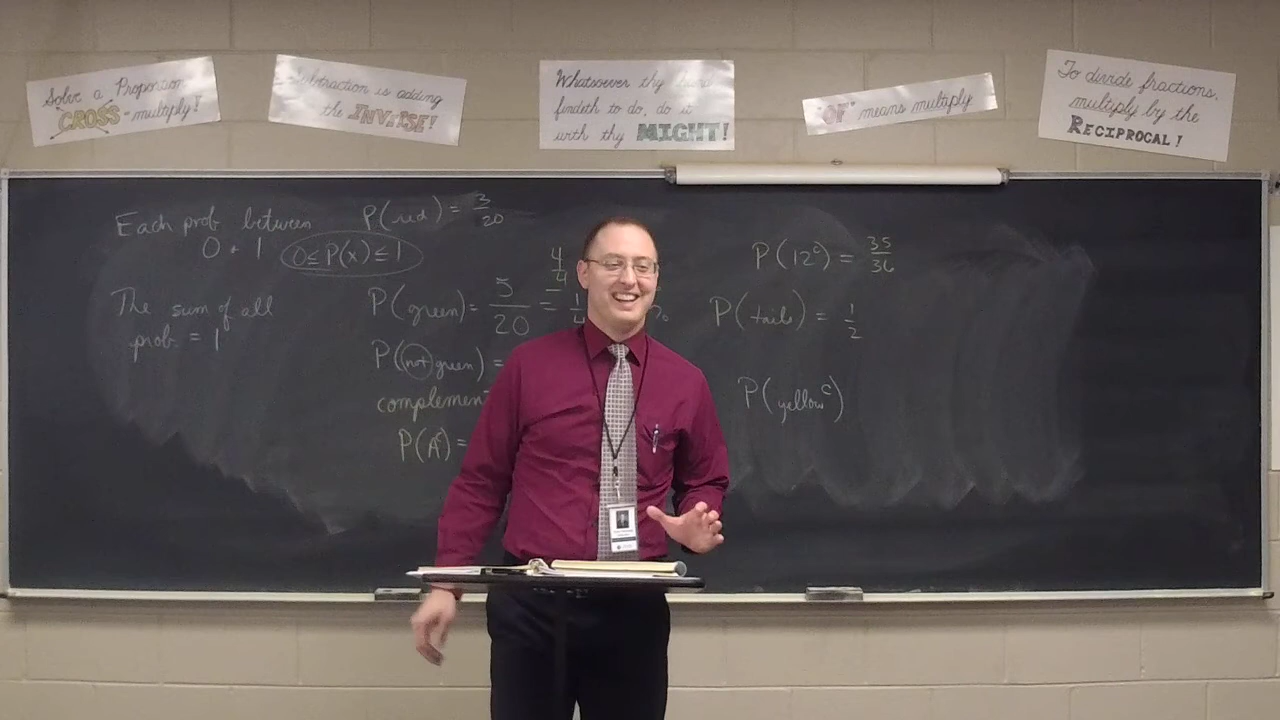 Solve a Proportion
CROSS-multiply!
Subtraction is adding
the INVERSE!
Whatsoever thy hand
findeth to do, do it
with thy MIGHT!
"OF" means multiply
To divide fractions,
multiply by the
RECIPROCAL!
Each prob between
0 + 1 0≤P(x)≤1
The sum of all
prob = 1
P(red) = 3/20
P(green) = 5/20 = 1/4
P(not green) =
complement
P(Aᶜ) =
P(12ᶜ) = 35/36
P(tails) = 1/2
P(yellowᶜ)